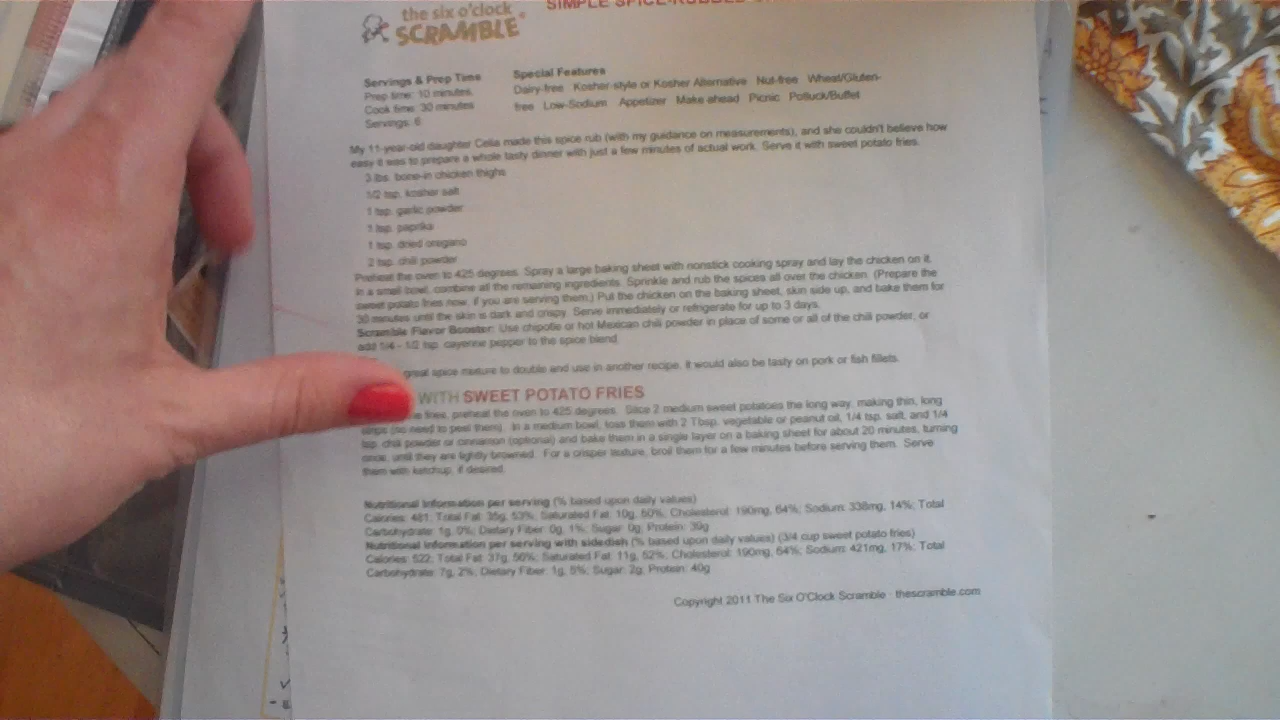 the six o'clock
SCRAMBLE
SIMPLE SPICE-RUBBED
Servings & Prep Time
Prep time: 10 minutes,
Cook time: 30 minutes
Servings: 6
Special Features
Dairy-free Kosher-style or Kosher Alternative Nut-free Wheat/Gluten-
free Low-Sodium Appetizer Make ahead Picnic Potluck/Buffet
My 11-year-old daughter Celia made this spice rub (with my guidance on measurements), and she couldn't believe how
easy it was to prepare a whole tasty dinner with just a few minutes of actual work. Serve it with sweet potato fries.
3 lbs. bone-in chicken thighs
1/2 tsp. kosher salt
1 tsp. garlic powder
1 tsp. paprika
1 tsp. dried oregano
2 tsp. chili powder
Preheat the oven to 425 degrees. Spray a large baking sheet with nonstick cooking spray and lay the chicken on it.
In a small bowl, combine all the remaining ingredients. Sprinkle and rub the spices all over the chicken. (Prepare the
sweet potato fries now, if you are serving them.) Put the chicken on the baking sheet, skin side up, and bake them for
30 minutes until the skin is dark and crispy. Serve immediately or refrigerate for up to 3 days.
Scramble Flavor Booster: Use chipotle or hot Mexican chili powder in place of some or all of the chili powder, or
add 1/4 - 1/2 tsp. cayenne pepper to the spice blend.
great spice mixture to double and use in another recipe. It would also be tasty on pork or fish fillets.
WITH SWEET POTATO FRIES
fries, preheat the oven to 425 degrees. Slice 2 medium sweet potatoes the long way, making thin, long
strips (no need to peel them). In a medium bowl, toss them with 2 Tbsp. vegetable or peanut oil, 1/4 tsp. salt, and 1/4
tsp. chili powder or cinnamon (optional) and bake them in a single layer on a baking sheet for about 20 minutes, turning
once, until they are lightly browned. For a crisper texture, broil them for a few minutes before serving them. Serve
them with ketchup, if desired.
Nutritional Information per serving (% based upon daily values)
Calories: 481; Total Fat: 35g, 53%; Saturated Fat: 10g, 50%; Cholesterol: 190mg, 64%; Sodium: 338mg, 14%; Total
Carbohydrate: 1g, 0%; Dietary Fiber: 0g, 1%; Sugar: 0g; Protein: 39g
Nutritional Information per serving with sidedish (% based upon daily values) (3/4 cup sweet potato fries)
Calories: 522; Total Fat: 37g, 56%; Saturated Fat: 11g, 52%; Cholesterol: 190mg, 64%; Sodium: 421mg, 17%; Total
Carbohydrate: 7g, 2%; Dietary Fiber: 1g, 5%; Sugar: 2g; Protein: 40g
Copyright 2011 The Six O'Clock Scramble · thescramble.com